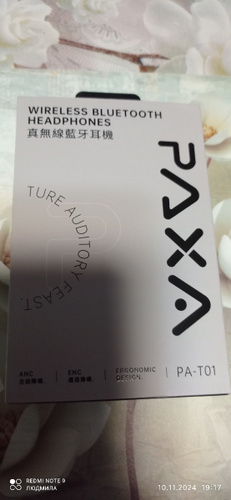 WIRELESS BLUETOOTH
HEADPHONES
真無線藍牙耳機
PAXA
TURE AUDITORY FEAST.
ANC
ENC
ERGONOMIC
DESIGN.
PA-T01
REDMI NOTE 9
ЛЮДМИЛА
10.11.2024 19:17